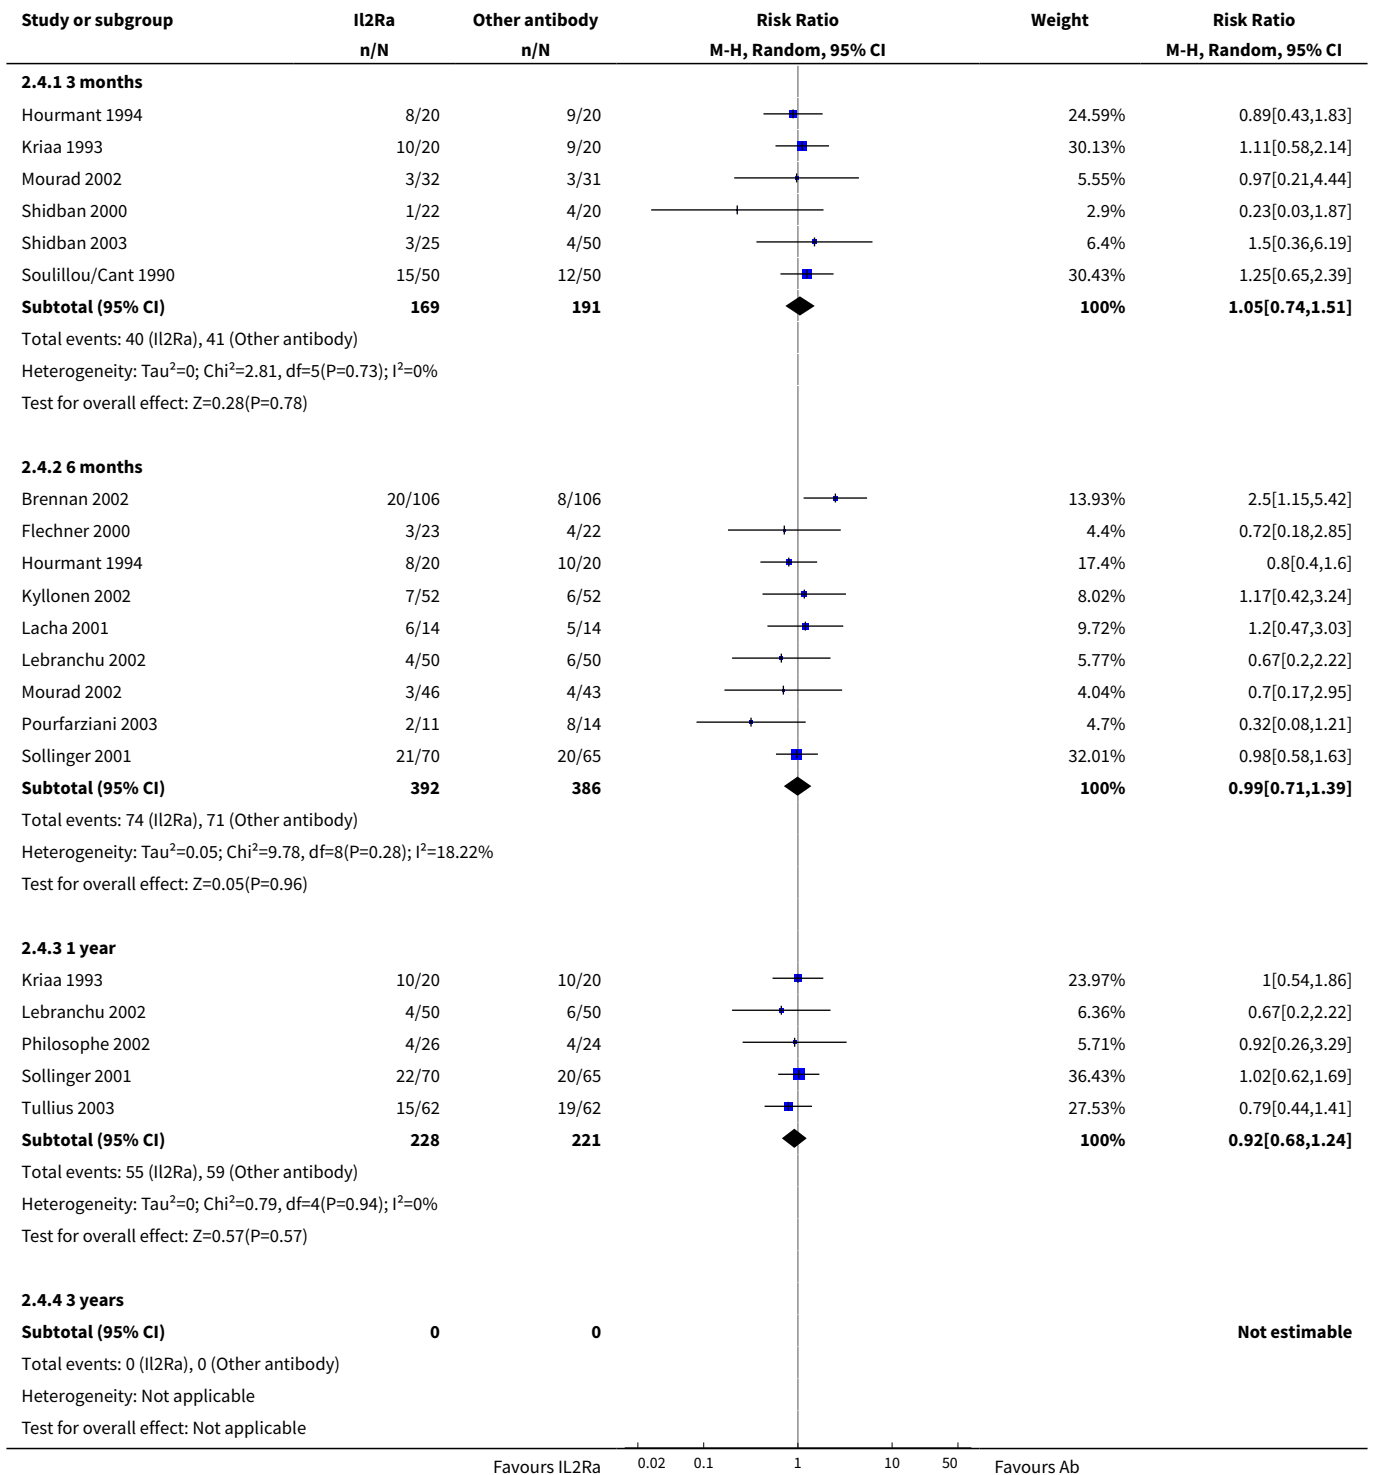 Study or subgroup Il2Ra Other antibody Risk Ratio Weight Risk Ratio
n/N n/N M-H, Random, 95% CI M-H, Random, 95% CI
2.4.1 3 months
Hourmant 1994 8/20 9/20 24.59% 0.89[0.43,1.83]
Kriaa 1993 10/20 9/20 30.13% 1.11[0.58,2.14]
Mourad 2002 3/32 3/31 5.55% 0.97[0.21,4.44]
Shidban 2000 1/22 4/20 2.9% 0.23[0.03,1.87]
Shidban 2003 3/25 4/50 6.4% 1.5[0.36,6.19]
Soulillou/Cant 1990 15/50 12/50 30.43% 1.25[0.65,2.39]
Subtotal (95% CI) 169 191 100% 1.05[0.74,1.51]
Total events: 40 (Il2Ra), 41 (Other antibody)
Heterogeneity: Tau²=0; Chi²=2.81, df=5(P=0.73); I²=0%
Test for overall effect: Z=0.28(P=0.78)
2.4.2 6 months
Brennan 2002 20/106 8/106 13.93% 2.5[1.15,5.42]
Flechner 2000 3/23 4/22 4.4% 0.72[0.18,2.85]
Hourmant 1994 8/20 10/20 17.4% 0.8[0.4,1.6]
Kyllonen 2002 7/52 6/52 8.02% 1.17[0.42,3.24]
Lacha 2001 6/14 5/14 9.72% 1.2[0.47,3.03]
Lebranchu 2002 4/50 6/50 5.77% 0.67[0.2,2.22]
Mourad 2002 3/46 4/43 4.04% 0.7[0.17,2.95]
Pourfarziani 2003 2/11 8/14 4.7% 0.32[0.08,1.21]
Sollinger 2001 21/70 20/65 32.01% 0.98[0.58,1.63]
Subtotal (95% CI) 392 386 100% 0.99[0.71,1.39]
Total events: 74 (Il2Ra), 71 (Other antibody)
Heterogeneity: Tau²=0.05; Chi²=9.78, df=8(P=0.28); I²=18.22%
Test for overall effect: Z=0.05(P=0.96)
2.4.3 1 year
Kriaa 1993 10/20 10/20 23.97% 1[0.54,1.86]
Lebranchu 2002 4/50 6/50 6.36% 0.67[0.2,2.22]
Philosophe 2002 4/26 4/24 5.71% 0.92[0.26,3.29]
Sollinger 2001 22/70 20/65 36.43% 1.02[0.62,1.69]
Tullius 2003 15/62 19/62 27.53% 0.79[0.44,1.41]
Subtotal (95% CI) 228 221 100% 0.92[0.68,1.24]
Total events: 55 (Il2Ra), 59 (Other antibody)
Heterogeneity: Tau²=0; Chi²=0.79, df=4(P=0.94); I²=0%
Test for overall effect: Z=0.57(P=0.57)
2.4.4 3 years
Subtotal (95% CI) 0 0 Not estimable
Total events: 0 (Il2Ra), 0 (Other antibody)
Heterogeneity: Not applicable
Test for overall effect: Not applicable
Favours IL2Ra 0.02 0.1 1 10 50 Favours Ab